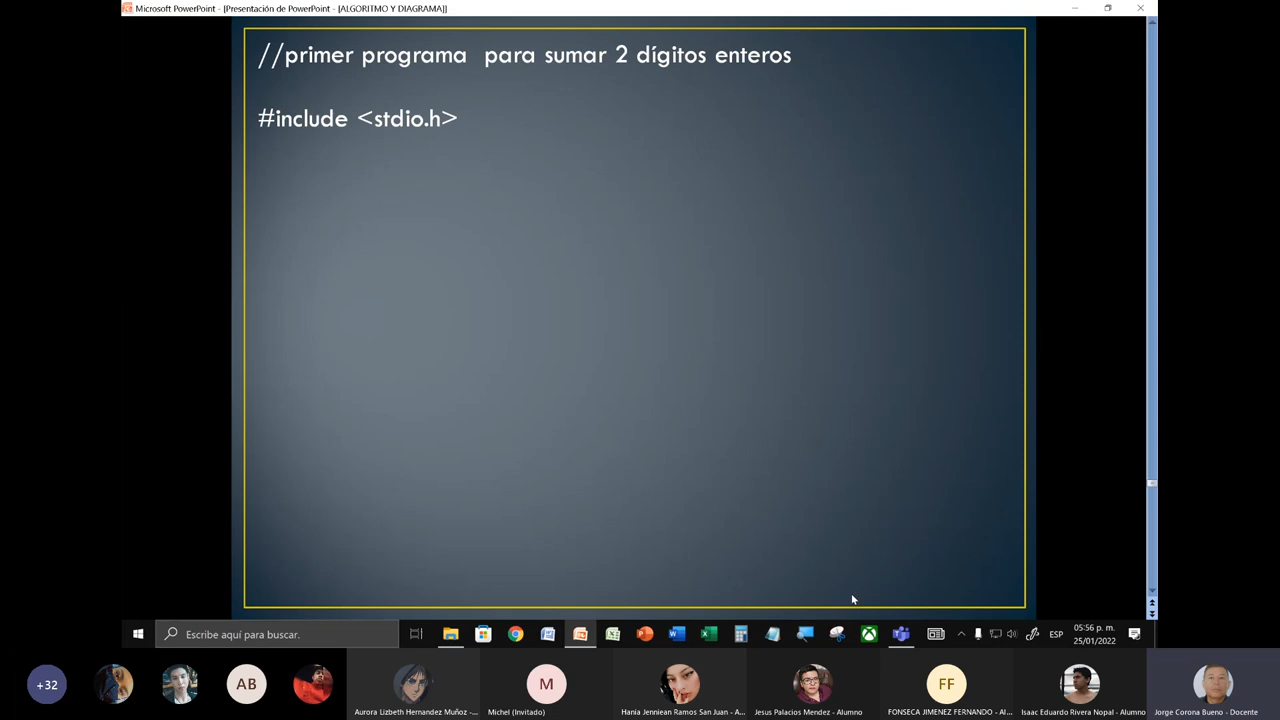 Microsoft PowerPoint - [Presentación de PowerPoint - [ALGORITMO Y DIAGRAMA]]
//primer programa  para sumar 2 dígitos enteros
#include <stdio.h>
Escribe aquí para buscar.
ESP
05:56 p. m.
25/01/2022
+32
AB
M
FF
Aurora Lizbeth Hernandez Muñoz -...
Michel (Invitado)
Hania Jenniean Ramos San Juan - A...
Jesus Palacios Mendez - Alumno
FONSECA JIMENEZ FERNANDO - Al...
Isaac Eduardo Rivera Nopal - Alumno
Jorge Corona Bueno - Docente